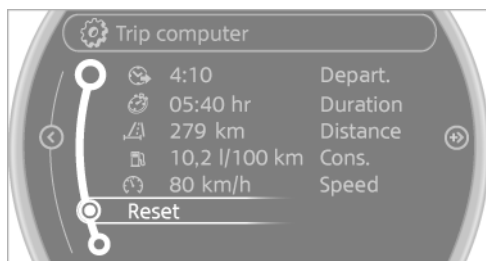 Trip computer
4:10 Depart.
05:40 hr Duration
279 km Distance
10,2 l/100 km Cons.
80 km/h Speed
Reset